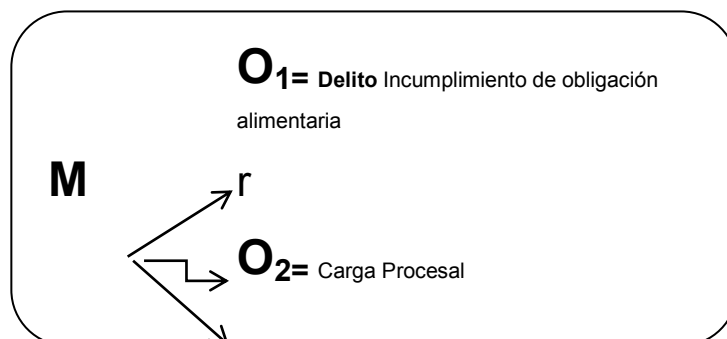 O1= Delito Incumplimiento de obligación
alimentaria
M
r
O2= Carga Procesal